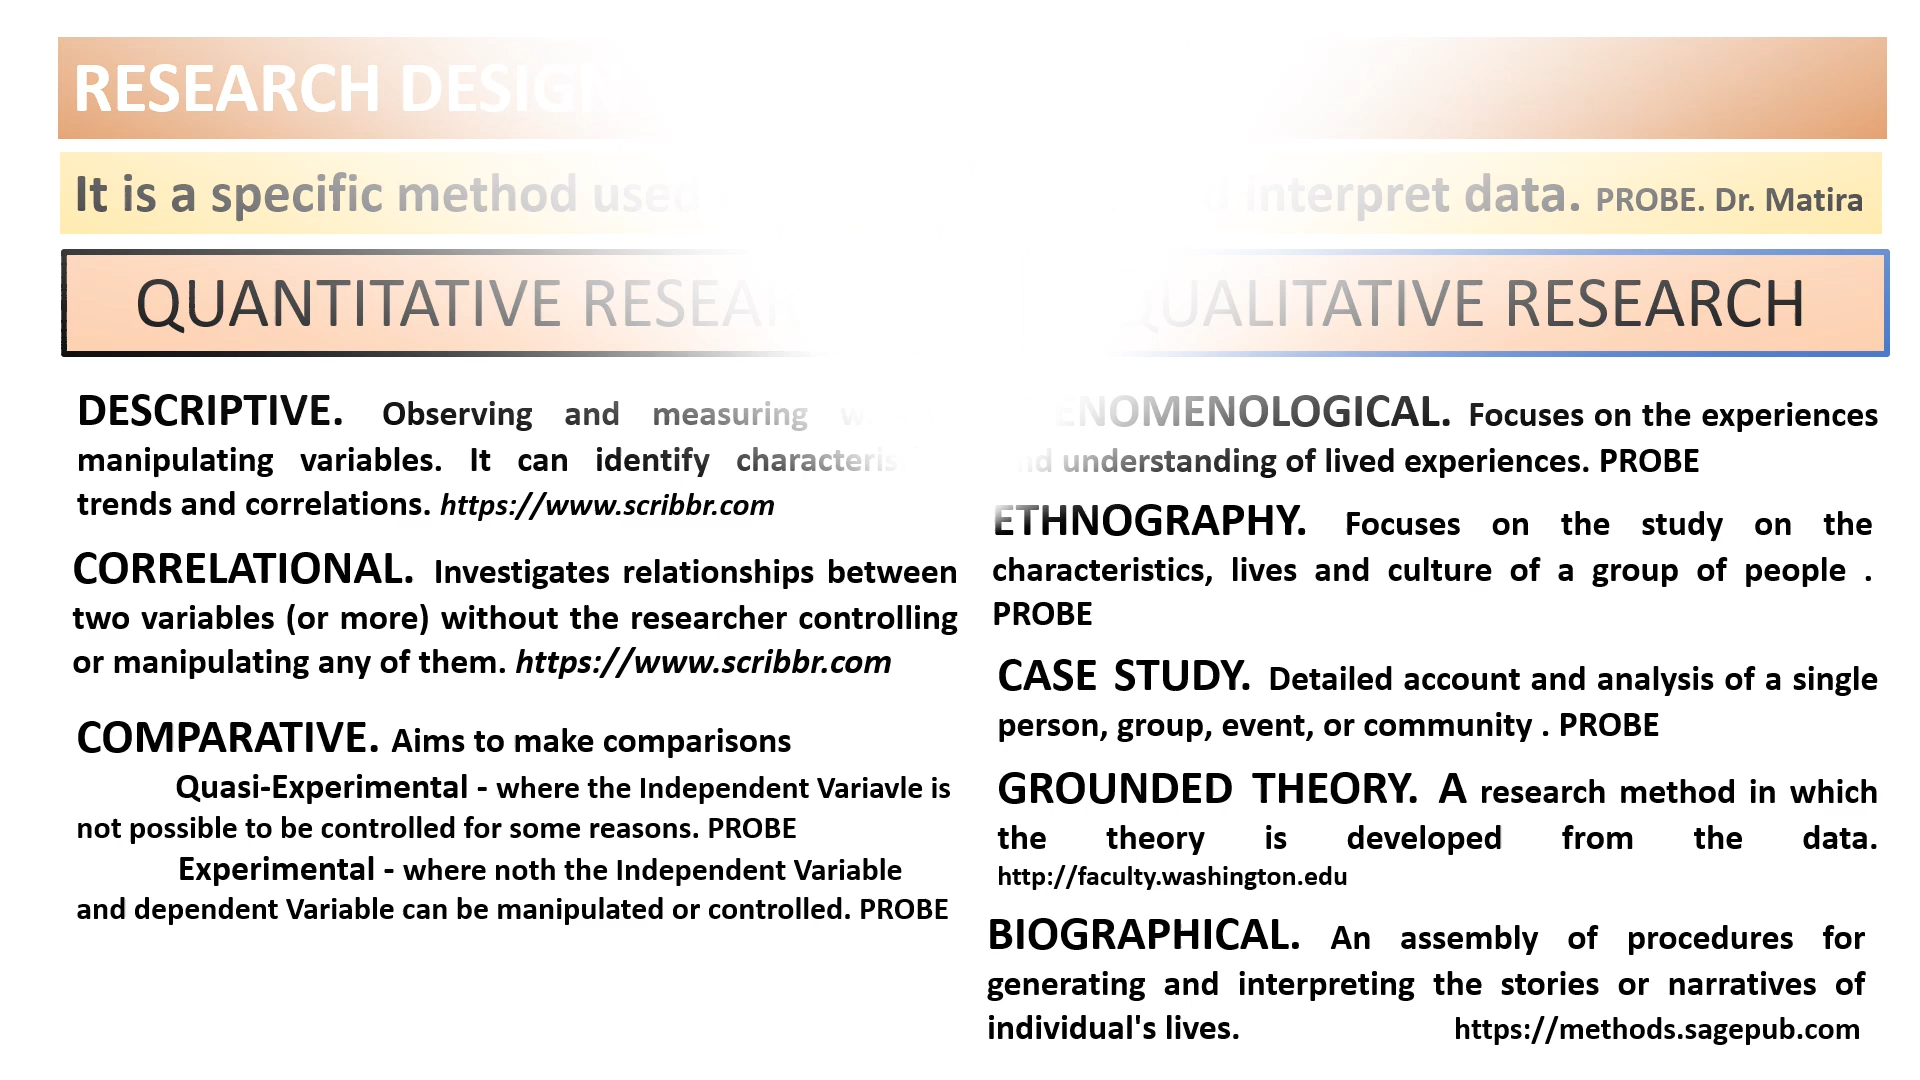 RESEARCH DESIGN
It is a specific method used interpret data. PROBE. Dr. Matira
QUANTITATIVE RESEAR
QUALITATIVE RESEARCH
DESCRIPTIVE. Observing and measuring
manipulating variables. It can identify
trends and correlations. https://www.scribbr.com
CORRELATIONAL. Investigates relationships between
two variables (or more) without the researcher controlling
or manipulating any of them. https://www.scribbr.com
COMPARATIVE. Aims to make comparisons
Quasi-Experimental - where the Independent Variavle is
not possible to be controlled for some reasons. PROBE
Experimental - where noth the Independent Variable
and dependent Variable can be manipulated or controlled. PROBE
ENOMENOLOGICAL. Focuses on the experiences
understanding of lived experiences. PROBE
ETHNOGRAPHY. Focuses on the study on the
characteristics, lives and culture of a group of people .
PROBE
CASE STUDY. Detailed account and analysis of a single
person, group, event, or community . PROBE
GROUNDED THEORY. A research method in which
the theory is developed from the data.
http://faculty.washington.edu
BIOGRAPHICAL. An assembly of procedures for
generating and interpreting the stories or narratives of
individual's lives. https://methods.sagepub.com